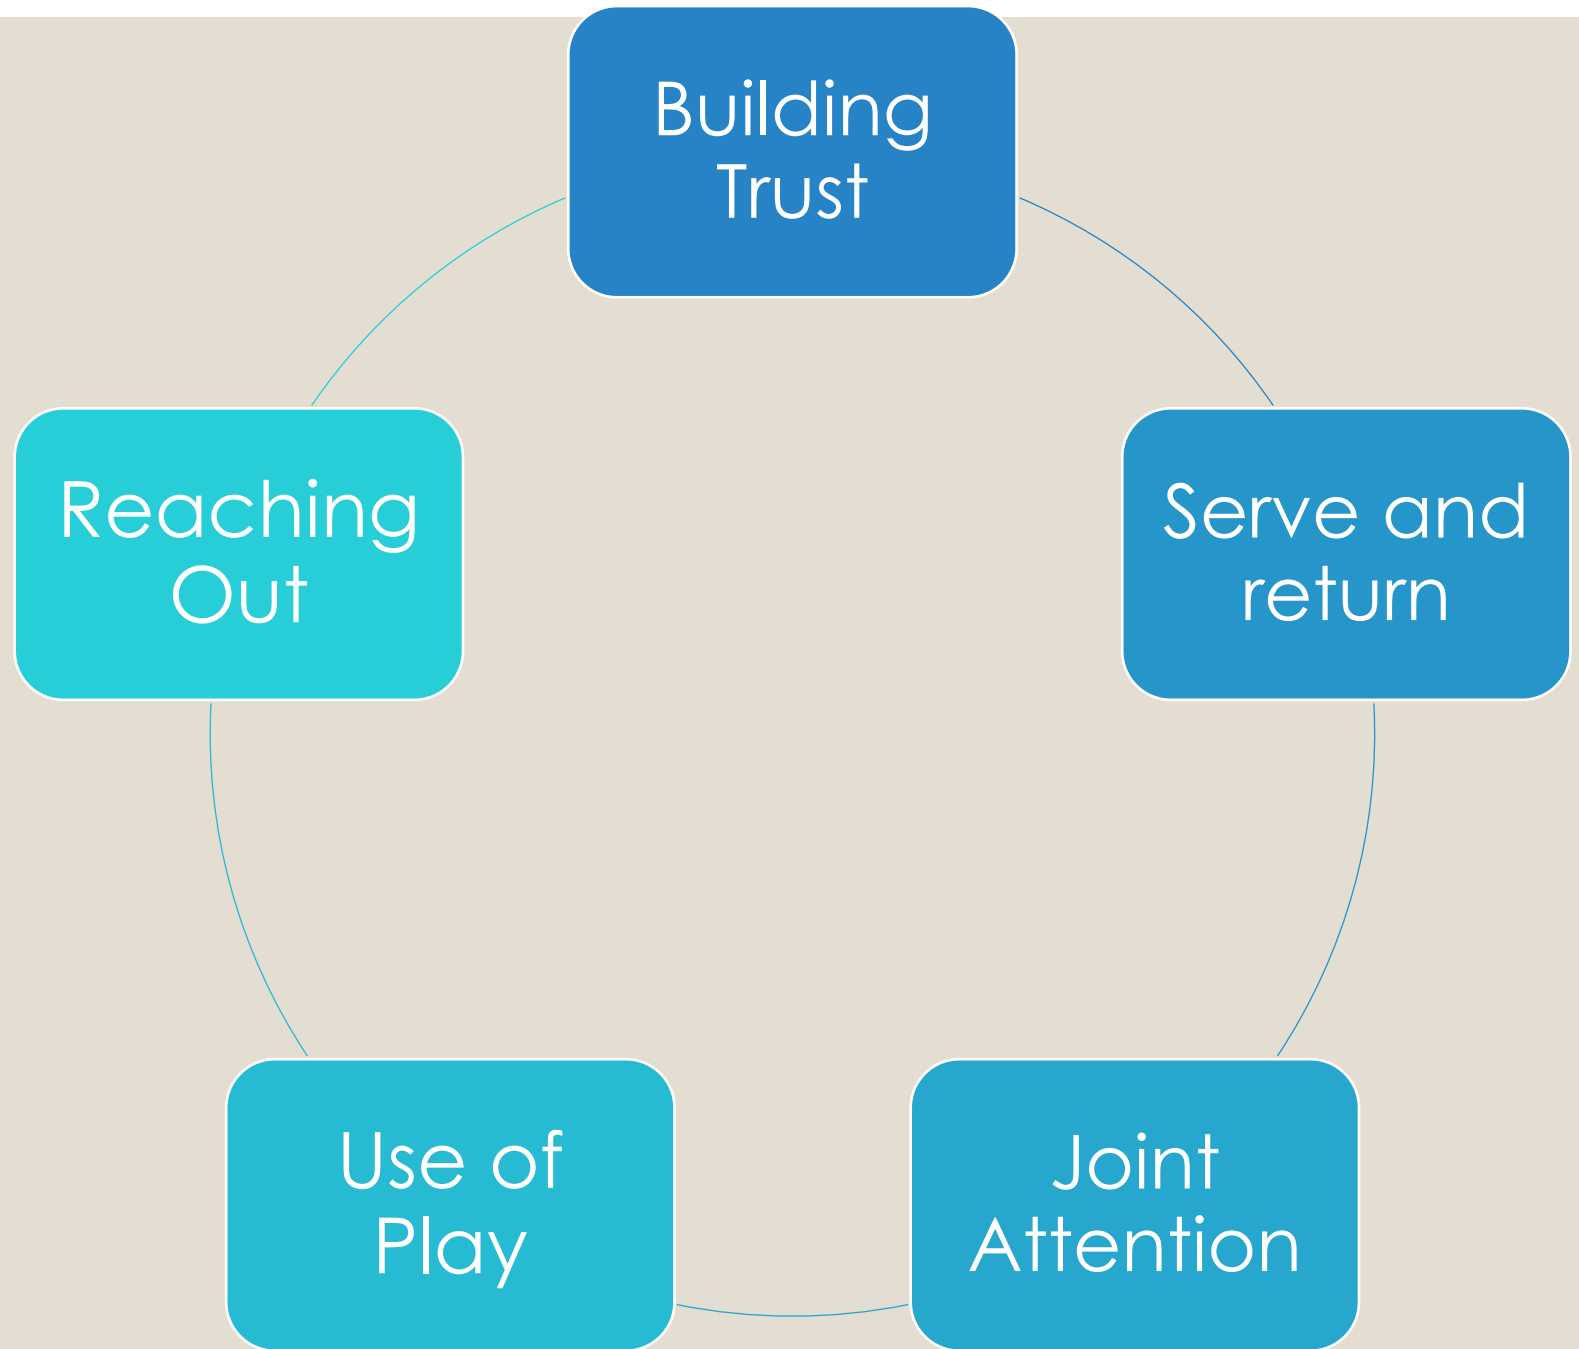 Building
Trust
Serve and
return
Joint
Attention
Use of
Play
Reaching
Out